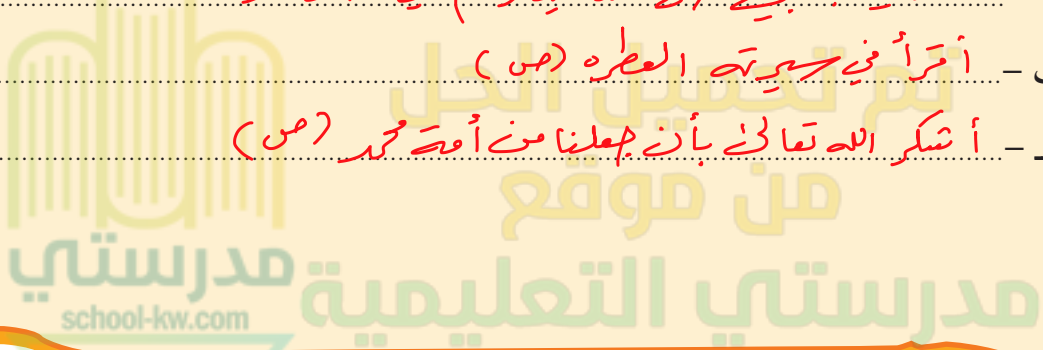 أقرأ في سيرته العطره (ص)
أشكر الله تعالى بأن جعلنا من أمة محمد (ص)
تم تحميل الحل
من موقع
مدرستي التعليمية
مدرستي
school-kw.com